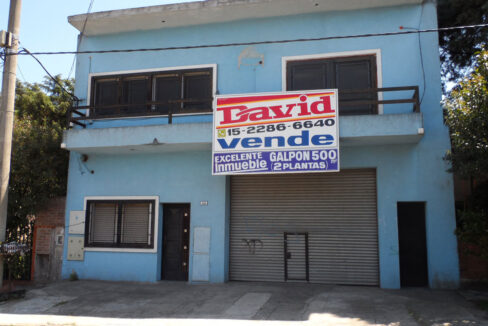 David
15-2286-6640
Vende
EXCELENTE GALPON 500
Inmueble (2 PLANTAS)